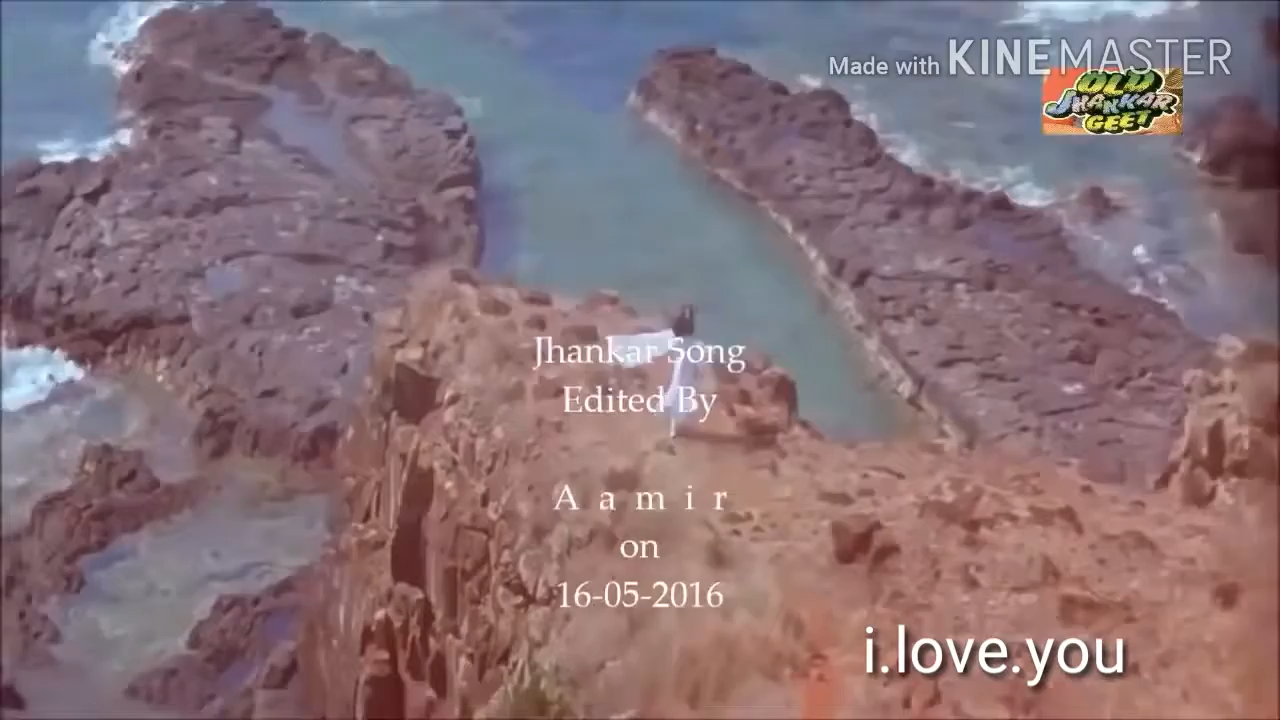 Made with KINEMASTER
OLD
JHANKAR
GEET
Jhankar Song
Edited By
A a m i r
on
16-05-2016
i.love.you